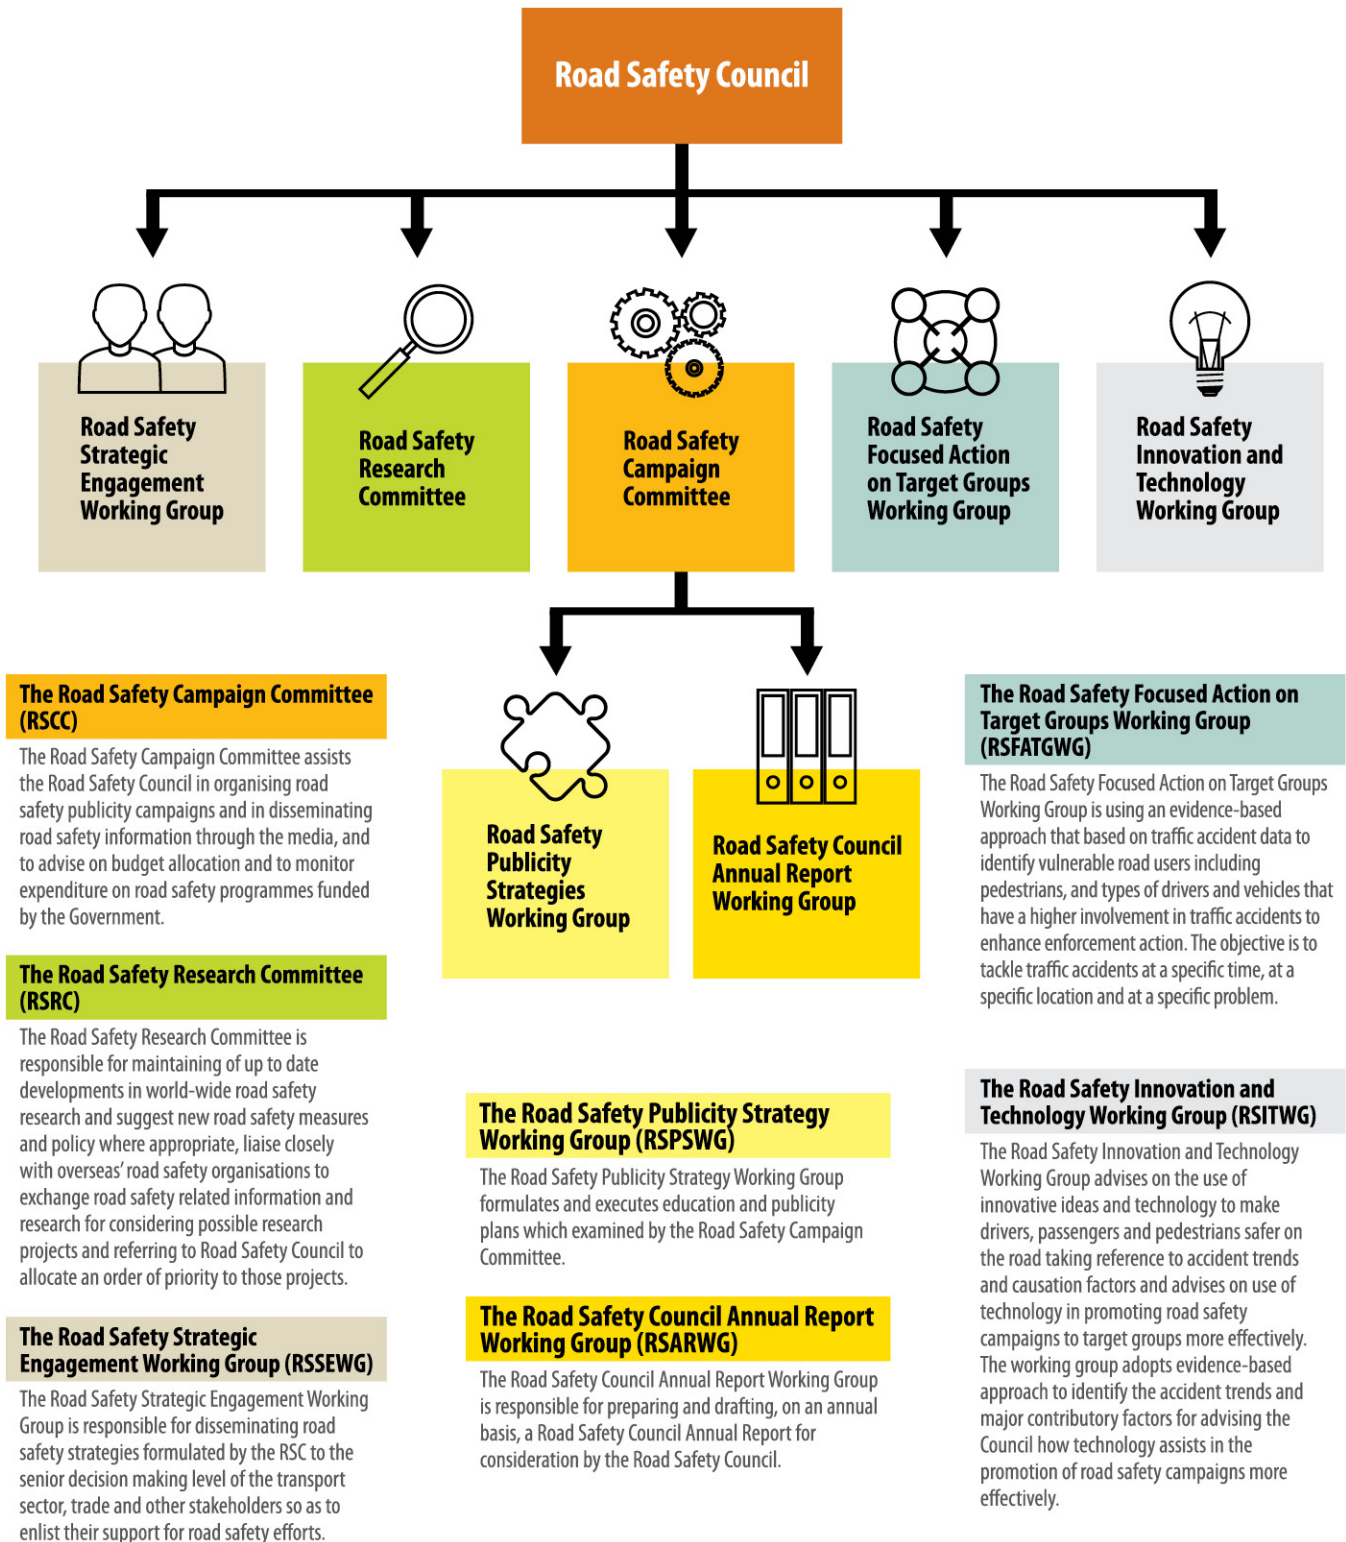 Road Safety Council
Road Safety
Strategic
Engagement
Working Group
Road Safety
Research
Committee
Road Safety
Campaign
Committee
Road Safety
Focused Action
on Target Groups
Working Group
Road Safety
Innovation and
Technology
Working Group
Road Safety
Publicity
Strategies
Working Group
Road Safety Council
Annual Report
Working Group
The Road Safety Campaign Committee
(RSCC)
The Road Safety Campaign Committee assists
the Road Safety Council in organising road
safety publicity campaigns and in disseminating
road safety information through the media, and
to advise on budget allocation and to monitor
expenditure on road safety programmes funded
by the Government.
The Road Safety Research Committee
(RSRC)
The Road Safety Research Committee is
responsible for maintaining of up to date
developments in world-wide road safety
research and suggest new road safety measures
and policy where appropriate, liaise closely
with overseas’ road safety organisations to
exchange road safety related information and
research for considering possible research
projects and referring to Road Safety Council to
allocate an order of priority to those projects.
The Road Safety Strategic
Engagement Working Group (RSSEWG)
The Road Safety Strategic Engagement Working
Group is responsible for disseminating road
safety strategies formulated by the RSC to the
senior decision making level of the transport
sector, trade and other stakeholders so as to
enlist their support for road safety efforts.
The Road Safety Publicity Strategy
Working Group (RSPSWG)
The Road Safety Publicity Strategy Working Group
formulates and executes education and publicity
plans which examined by the Road Safety Campaign
Committee.
The Road Safety Council Annual Report
Working Group (RSARWG)
The Road Safety Council Annual Report Working Group
is responsible for preparing and drafting, on an annual
basis, a Road Safety Council Annual Report for
consideration by the Road Safety Council.
The Road Safety Focused Action on
Target Groups Working Group
(RSFATGWG)
The Road Safety Focused Action on Target Groups
Working Group is using an evidence-based
approach that based on traffic accident data to
identify vulnerable road users including
pedestrians, and types of drivers and vehicles that
have a higher involvement in traffic accidents to
enhance enforcement action. The objective is to
tackle traffic accidents at a specific time, at a
specific location and at a specific problem.
The Road Safety Innovation and
Technology Working Group (RSITWG)
The Road Safety Innovation and Technology
Working Group advises on the use of
innovative ideas and technology to make
drivers, passengers and pedestrians safer on
the road taking reference to accident trends
and causation factors and advises on use of
technology in promoting road safety
campaigns to target groups more effectively.
The working group adopts evidence-based
approach to identify the accident trends and
major contributory factors for advising the
Council how technology assists in the
promotion of road safety campaigns more
effectively.